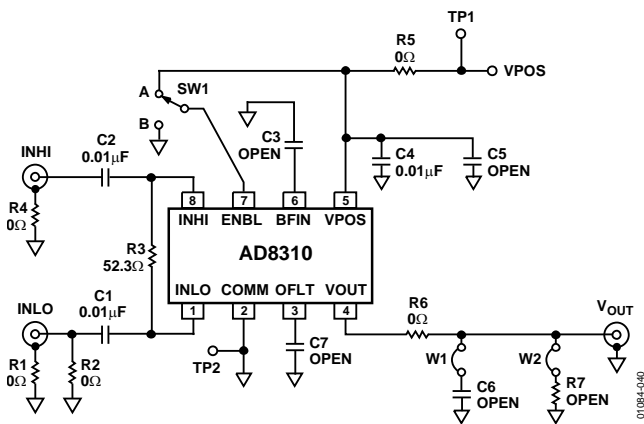 TP1
R5
0Ω
VPOS
A
SW1
B
C3
OPEN
C4
0.01μF
C5
OPEN
INHI
C2
0.01μF
R4
0Ω
8
7
6
5
INHI
ENBL
BFIN
VPOS
R3
52.3Ω
AD8310
INLO
COMM
OFLT
VOUT
1
2
3
4
INLO
C1
0.01μF
R1
0Ω
R2
0Ω
TP2
C7
OPEN
R6
0Ω
VOUT
W1
W2
C6
OPEN
R7
OPEN
01084-040